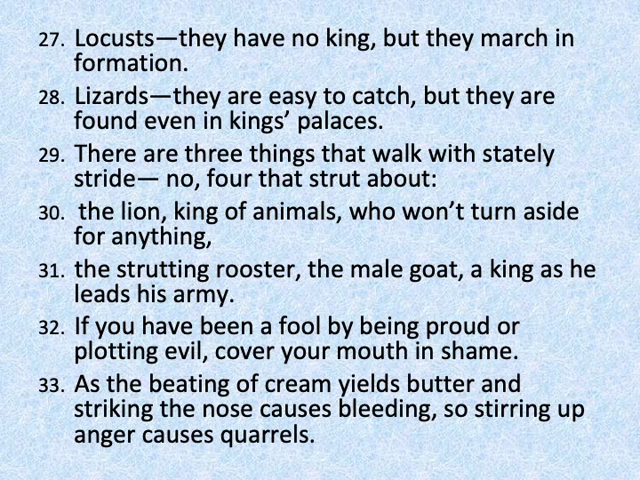 27. Locusts—they have no king, but they march in
formation.
28. Lizards—they are easy to catch, but they are
found even in kings’ palaces.
29. There are three things that walk with stately
stride— no, four that strut about:
30. the lion, king of animals, who won’t turn aside
for anything,
31. the strutting rooster, the male goat, a king as he
leads his army.
32. If you have been a fool by being proud or
plotting evil, cover your mouth in shame.
33. As the beating of cream yields butter and
striking the nose causes bleeding, so stirring up
anger causes quarrels.